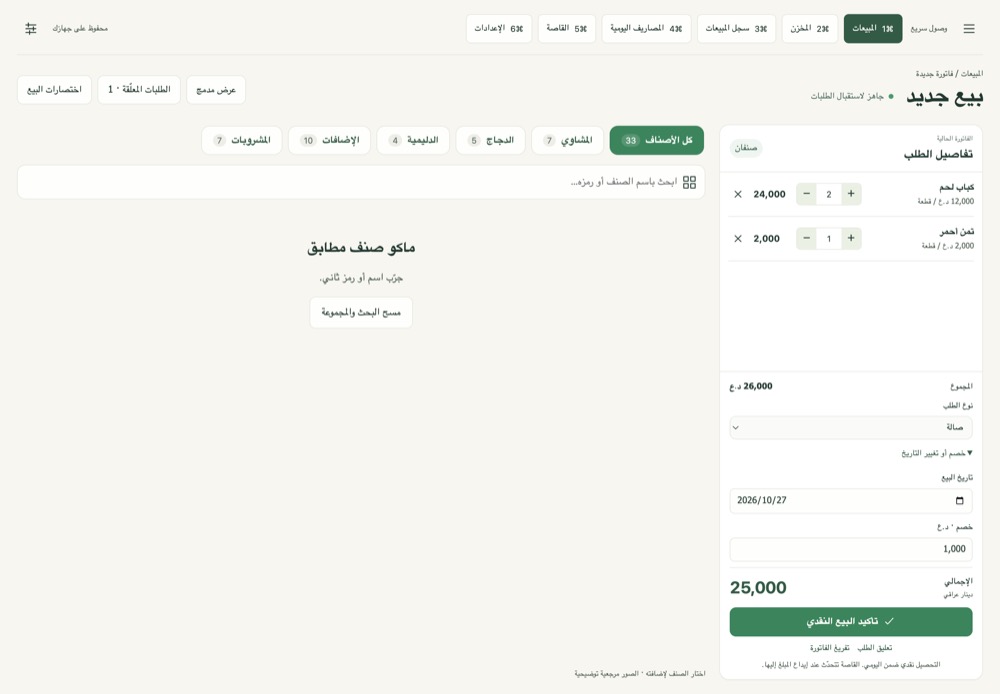 وصول سريع
⌘1 المبيعات
⌘2 المخزن
⌘3 سجل المبيعات
⌘4 المصاريف اليومية
⌘5 القاصة
⌘6 الإعدادات
محفوظ على جهازك
المبيعات / فاتورة جديدة
بيع جديد
جاهز لاستقبال الطلبات
عرض مدمج
الطلبات المعلّقة · 1
اختصارات البيع
الفاتورة الحالية
تفاصيل الطلب
صنفان
كباب لحم
12,000 د.ع / قطعة
+ 2 −
24,000 ×
تمن احمر
2,000 د.ع / قطعة
+ 1 −
2,000 ×
المجموع
26,000 د.ع
نوع الطلب
صالة
▼ خصم أو تغيير التاريخ
تاريخ البيع
2026/10/27
خصم · د.ع
1,000
الإجمالي
دينار عراقي
25,000
✓ تأكيد البيع النقدي
تعليق الطلب
تفريغ الفاتورة
التحصيل نقدي ضمن اليومي. القاصة تتحدّث عند إيداع المبلغ إليها.
كل الأصناف 33
المشاوي 7
الدجاج 5
الدليمية 4
الإضافات 10
المشروبات 7
ابحث باسم الصنف أو رمزه...
ماكو صنف مطابق
جرّب اسم أو رمز ثاني.
مسح البحث والمجموعة
اختار الصنف لإضافته · الصور مرجعية توضيحية